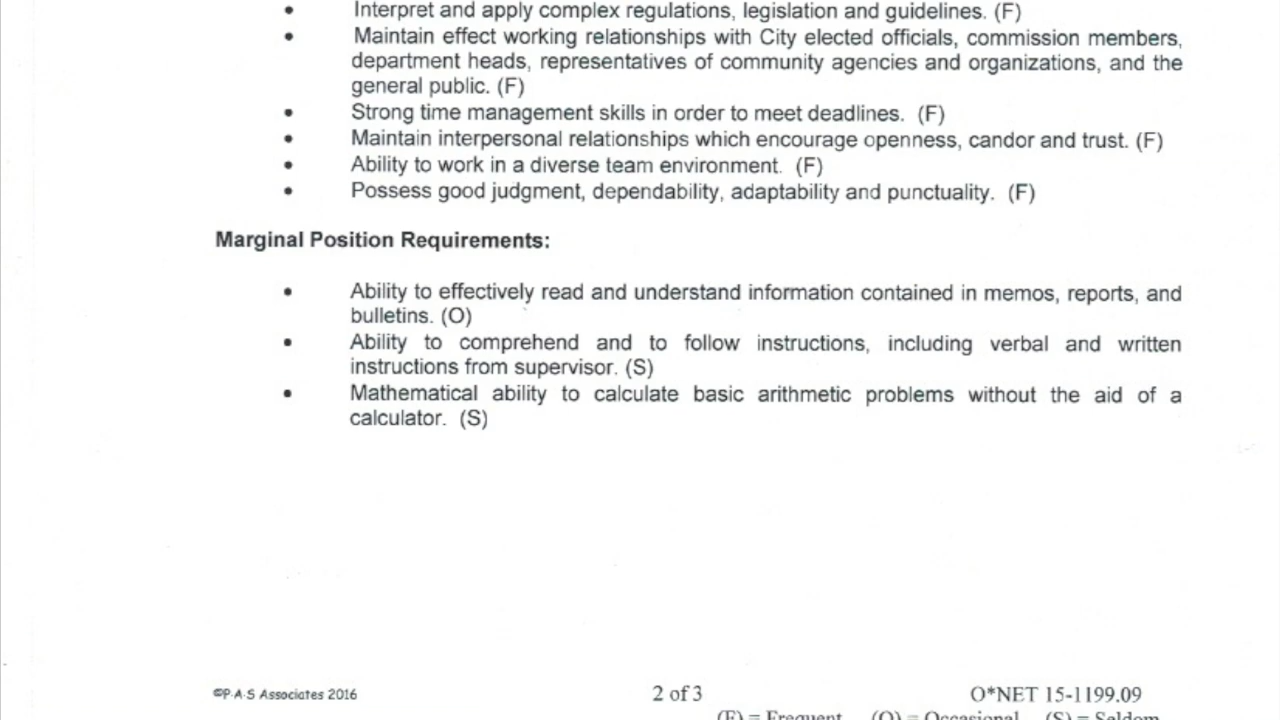 • Interpret and apply complex regulations, legislation and guidelines. (F)
• Maintain effect working relationships with City elected officials, commission members,
department heads, representatives of community agencies and organizations, and the
general public. (F)
• Strong time management skills in order to meet deadlines. (F)
• Maintain interpersonal relationships which encourage openness, candor and trust. (F)
• Ability to work in a diverse team environment. (F)
• Possess good judgment, dependability, adaptability and punctuality. (F)
Marginal Position Requirements:
• Ability to effectively read and understand information contained in memos, reports, and
bulletins. (O)
• Ability to comprehend and to follow instructions, including verbal and written
instructions from supervisor. (S)
• Mathematical ability to calculate basic arithmetic problems without the aid of a
calculator. (S)
©P·A·S Associates 2016 2 of 3 O*NET 15-1199.09
(F) = Frequent (O) = Occasional (S) = Seldom